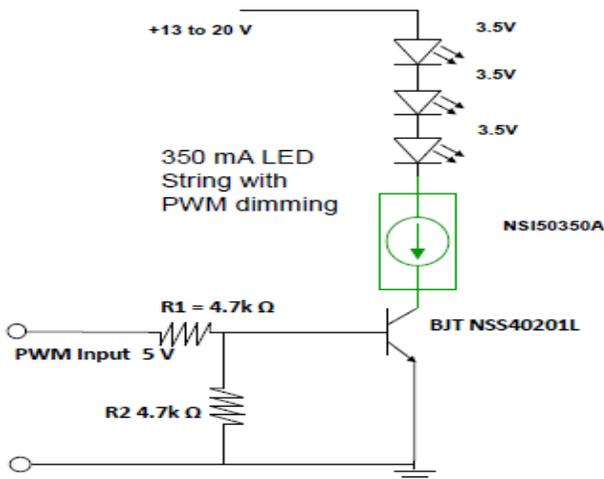 +13 to 20 V
3.5V
3.5V
3.5V
350 mA LED
String with
PWM dimming
NSI50350A
R1 = 4.7k Ω
BJT NSS40201L
PWM Input 5 V
R2 4.7k Ω